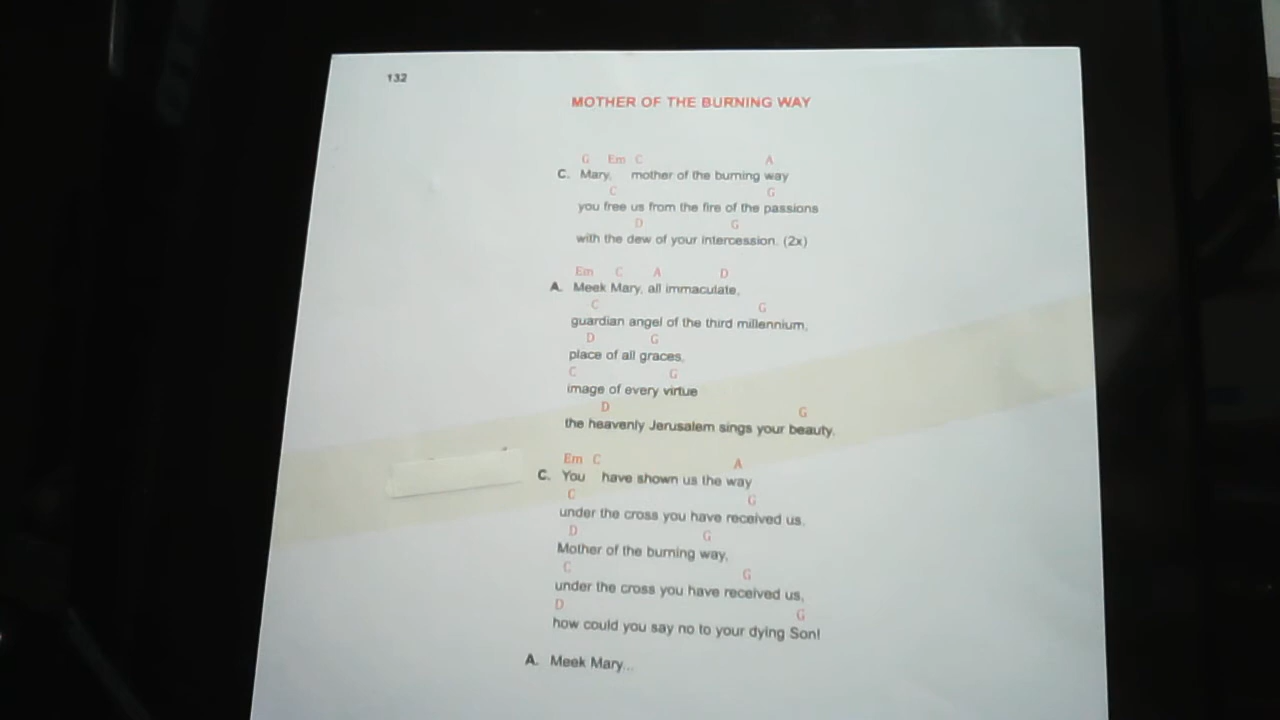 132
MOTHER OF THE BURNING WAY
G Em C A
C. Mary, mother of the burning way
C G
you free us from the fire of the passions
D G
with the dew of your intercession. (2x)
Em C A D
A. Meek Mary, all immaculate,
C G
guardian angel of the third millennium,
D G
place of all graces,
C G
image of every virtue
D G
the heavenly Jerusalem sings your beauty.
Em C A
C. You have shown us the way
C G
under the cross you have received us,
D G
Mother of the burning way,
C G
under the cross you have received us,
D G
how could you say no to your dying Son!
A. Meek Mary...